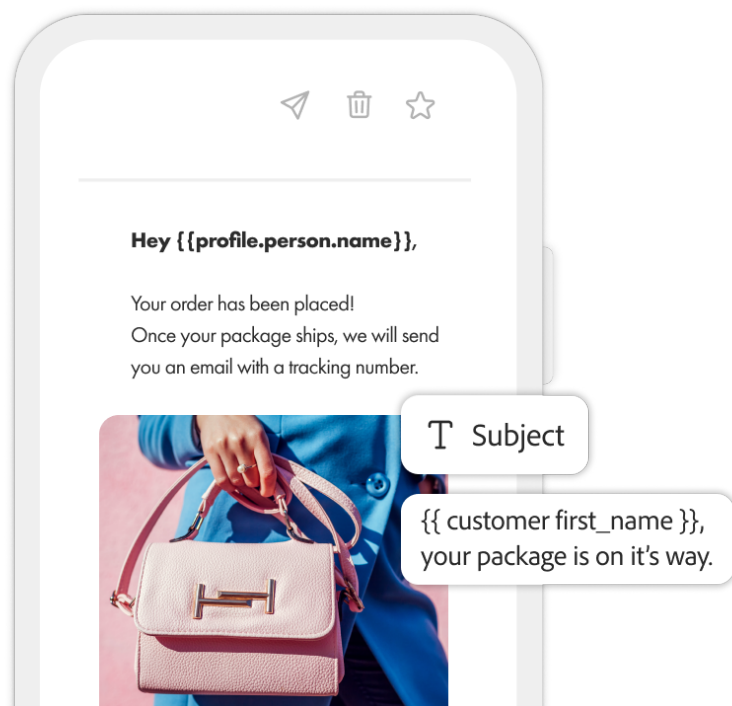 Hey {{profile.person.name}},
Your order has been placed!
Once your package ships, we will send
you an email with a tracking number.
T Subject
{{ customer first_name }},
your package is on it’s way.